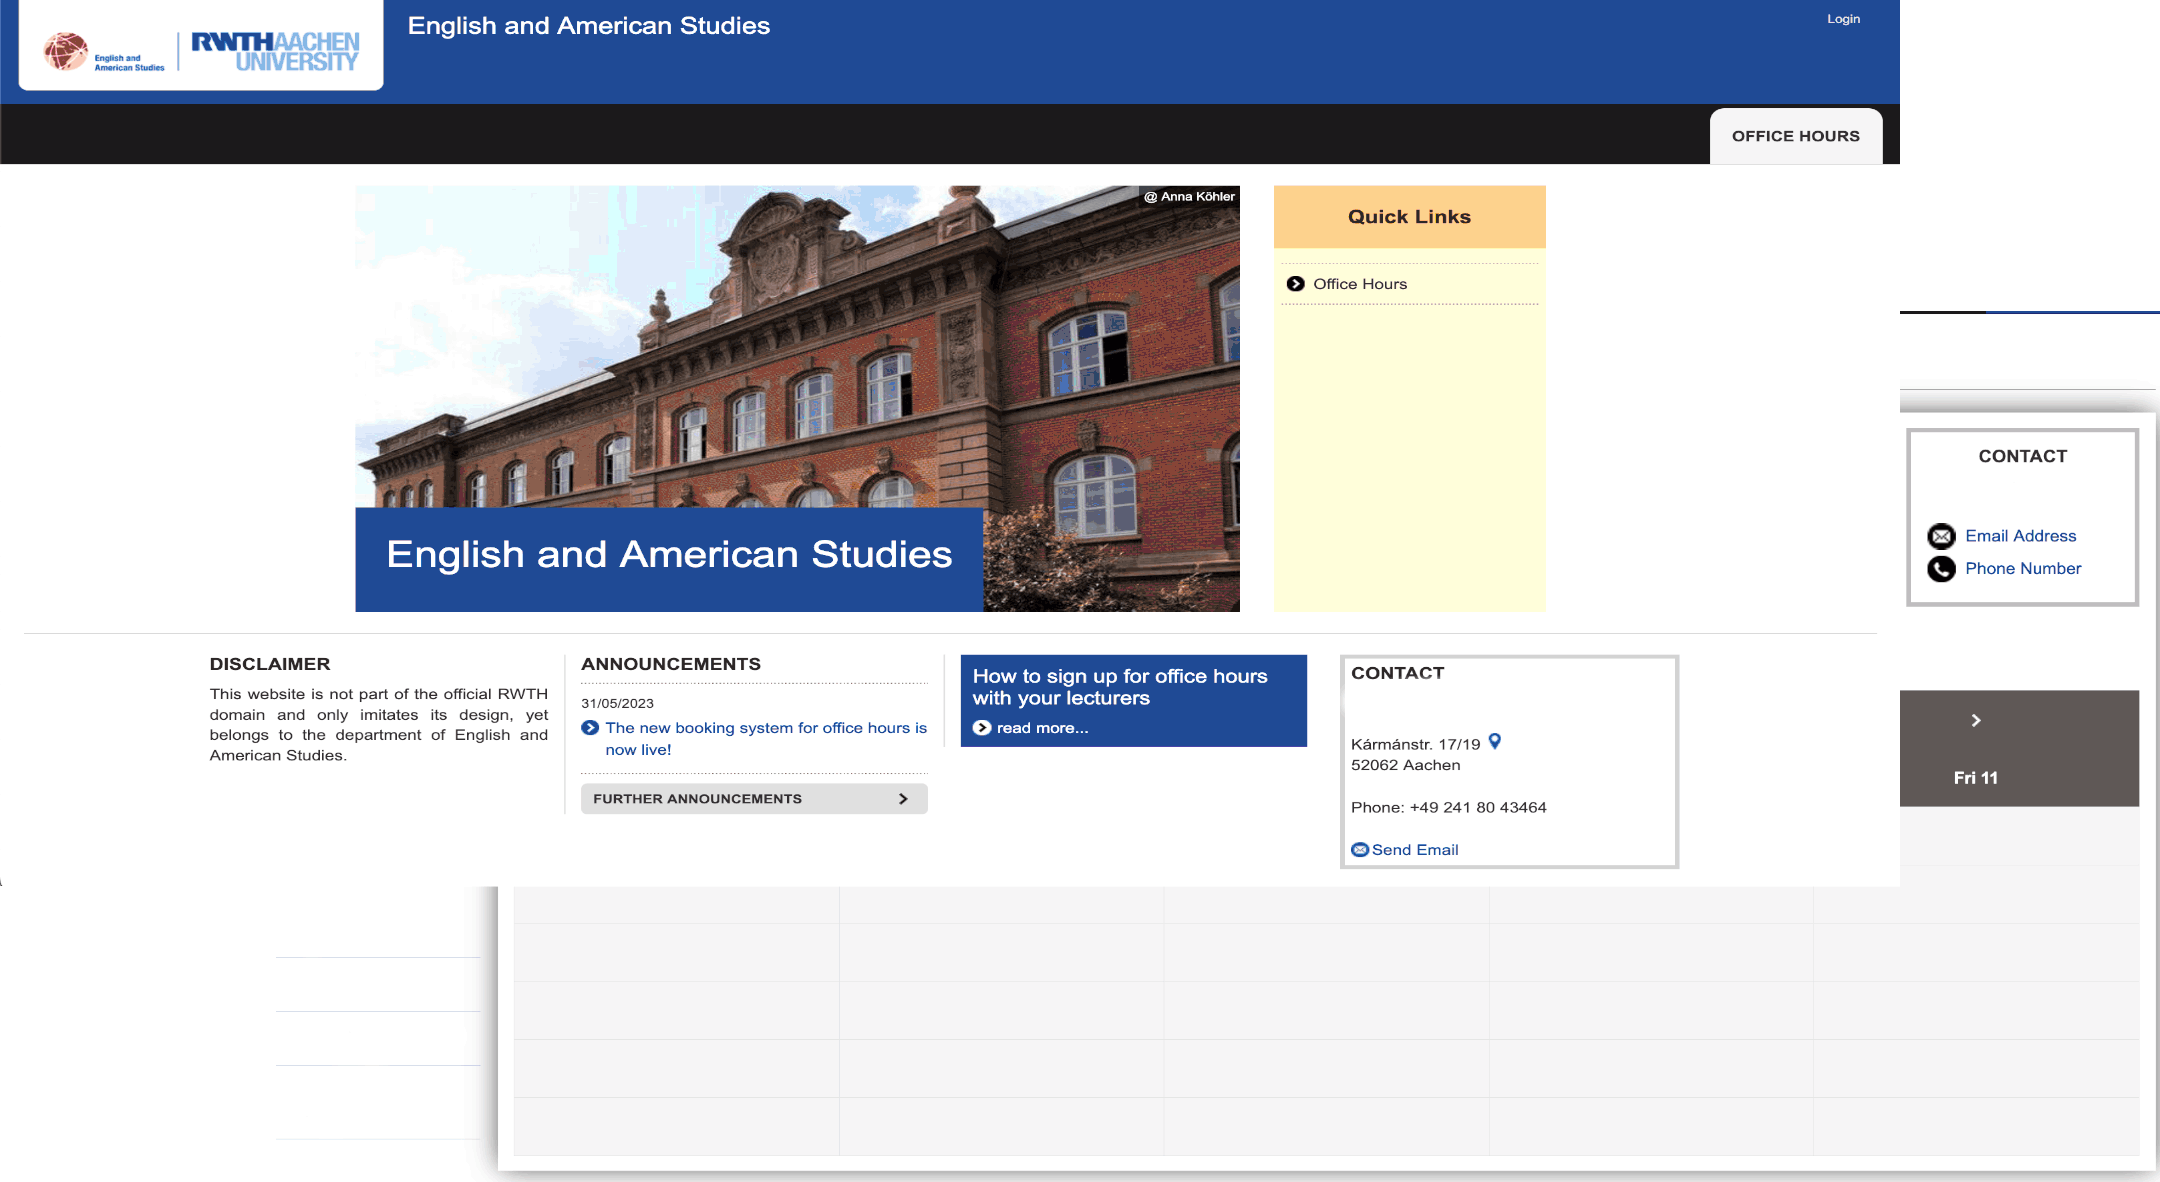 English and
American Studies
RWTHAACHEN
UNIVERSITY
English and American Studies
Login
OFFICE HOURS
@ Anna Köhler
English and American Studies
Quick Links
Office Hours
DISCLAIMER
This website is not part of the official RWTH
domain and only imitates its design, yet
belongs to the department of English and
American Studies.
ANNOUNCEMENTS
31/05/2023
The new booking system for office hours is
now live!
FURTHER ANNOUNCEMENTS
How to sign up for office hours
with your lecturers
read more...
CONTACT
Kármánstr. 17/19
52062 Aachen
Phone: +49 241 80 43464
Send Email
CONTACT
Email Address
Phone Number
Fri 11